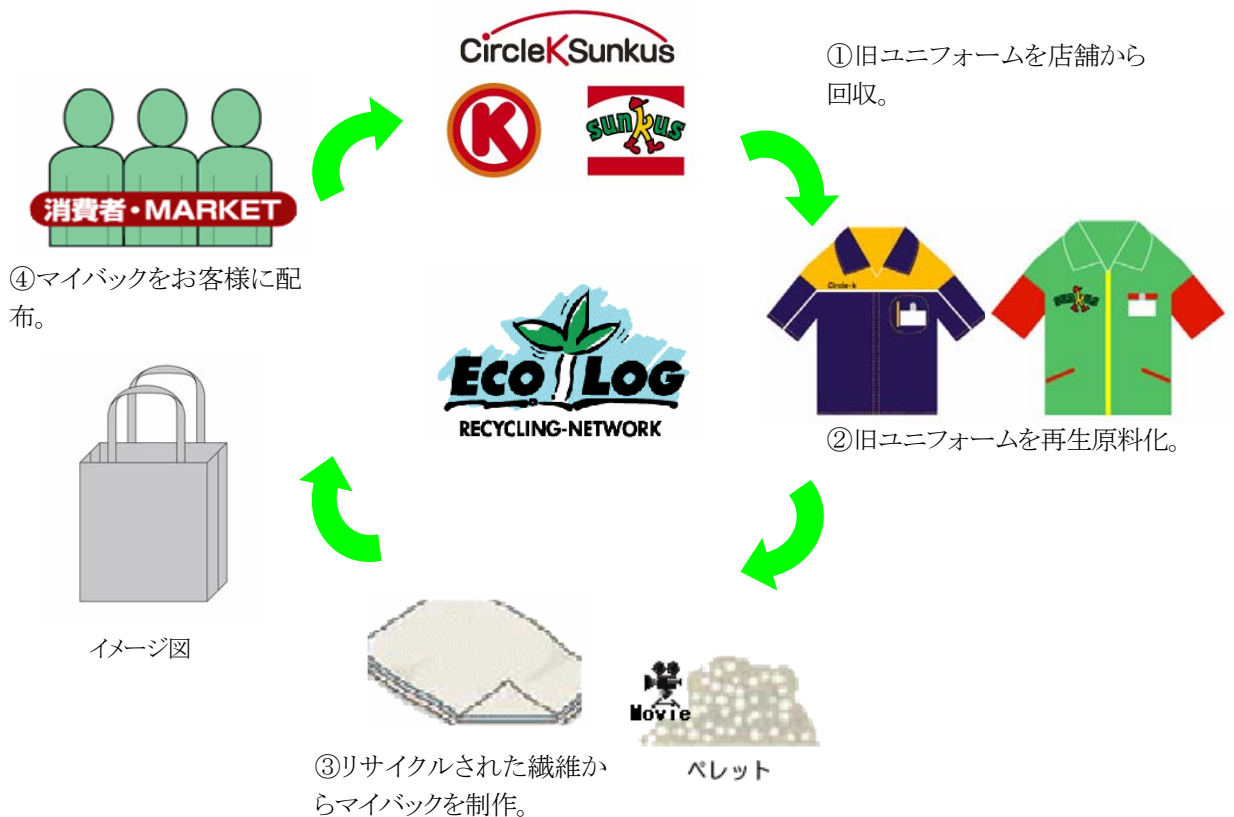 CircleKSunkus
K
sunkus
①旧ユニフォームを店舗から
回収。
消費者・MARKET
④マイバックをお客様に配
布。
Circle-k
sunkus
②旧ユニフォームを再生原料化。
ECO LOG
RECYCLING-NETWORK
イメージ図
Movie
ペレット
③リサイクルされた繊維か
らマイバックを制作。